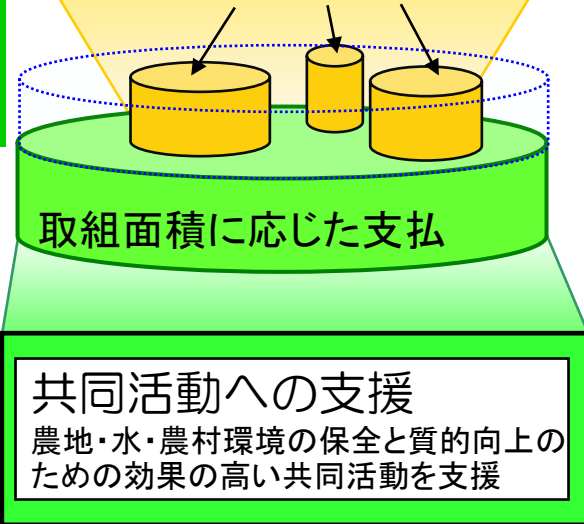 取組面積に応じた支払
共同活動への支援
農地・水・農村環境の保全と質的向上の
ための効果の高い共同活動を支援